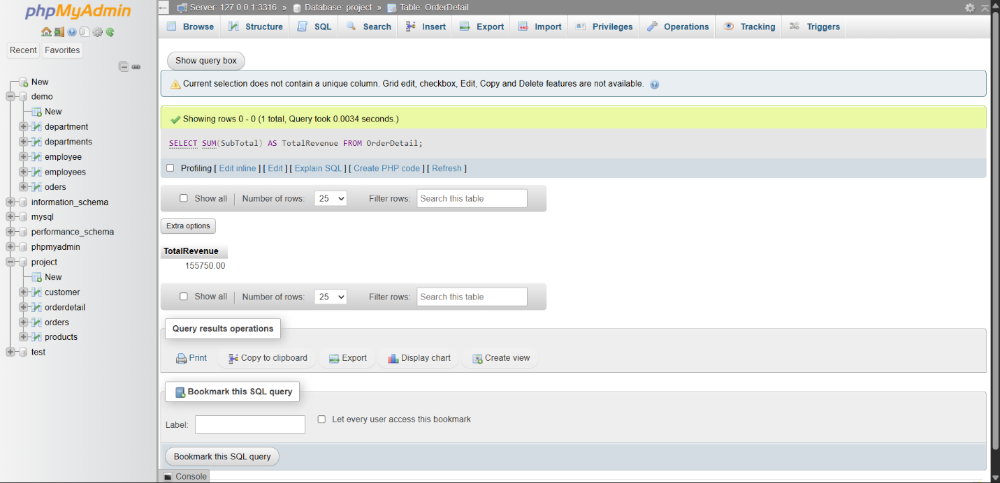 phpMyAdmin
Recent Favorites
New
demo
New
department
departments
employee
employees
oders
information_schema
mysql
performance_schema
phpmyadmin
project
New
customer
orderdetail
orders
products
test
Server: 127.0.0.1:3316 » Database: project » Table: OrderDetail
Browse Structure SQL Search Insert Export Import Privileges Operations Tracking Triggers
Show query box
Current selection does not contain a unique column. Grid edit, checkbox, Edit, Copy and Delete features are not available.
Showing rows 0 - 0 (1 total, Query took 0.0034 seconds.)
SELECT SUM(SubTotal) AS TotalRevenue FROM OrderDetail;
Profiling [ Edit inline ] [ Edit ] [ Explain SQL ] [ Create PHP code ] [ Refresh ]
Show all Number of rows: 25 Filter rows: Search this table
Extra options
TotalRevenue
155750.00
Show all Number of rows: 25 Filter rows: Search this table
Query results operations
Print Copy to clipboard Export Display chart Create view
Bookmark this SQL query
Label: Let every user access this bookmark
Bookmark this SQL query
Console